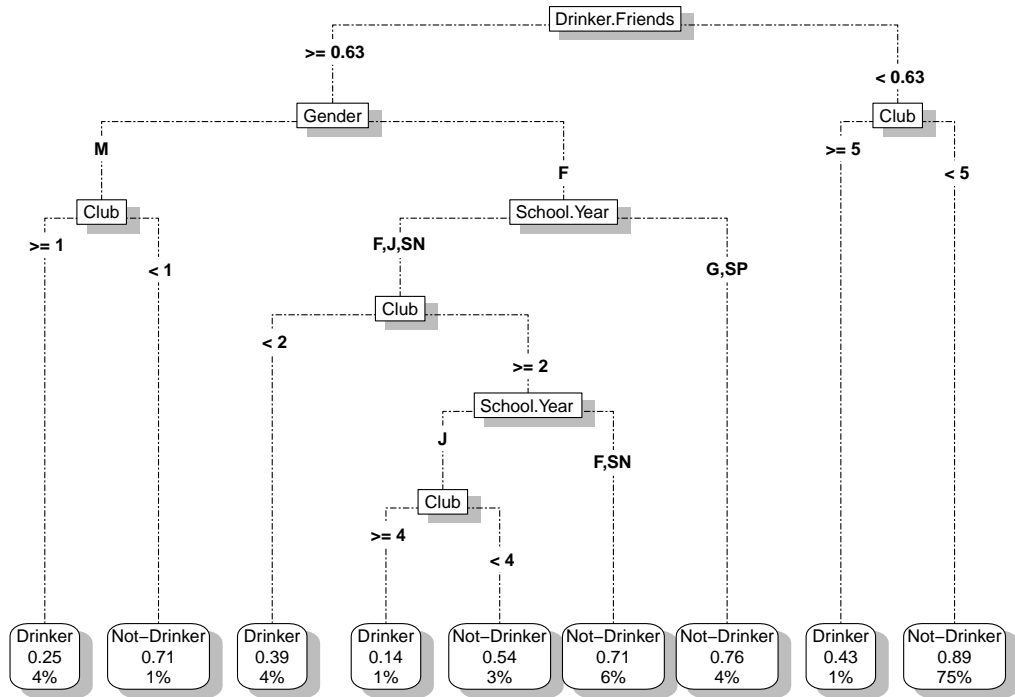 Drinker.Friends
>= 0.63
< 0.63
Gender
Club
M
F
>= 5
< 5
Club
School.Year
>= 1
< 1
F,J,SN
G,SP
Club
< 2
>= 2
School.Year
J
F,SN
Club
>= 4
< 4
Drinker
0.25
4%
Not−Drinker
0.71
1%
Drinker
0.39
4%
Drinker
0.14
1%
Not−Drinker
0.54
3%
Not−Drinker
0.71
6%
Not−Drinker
0.76
4%
Drinker
0.43
1%
Not−Drinker
0.89
75%